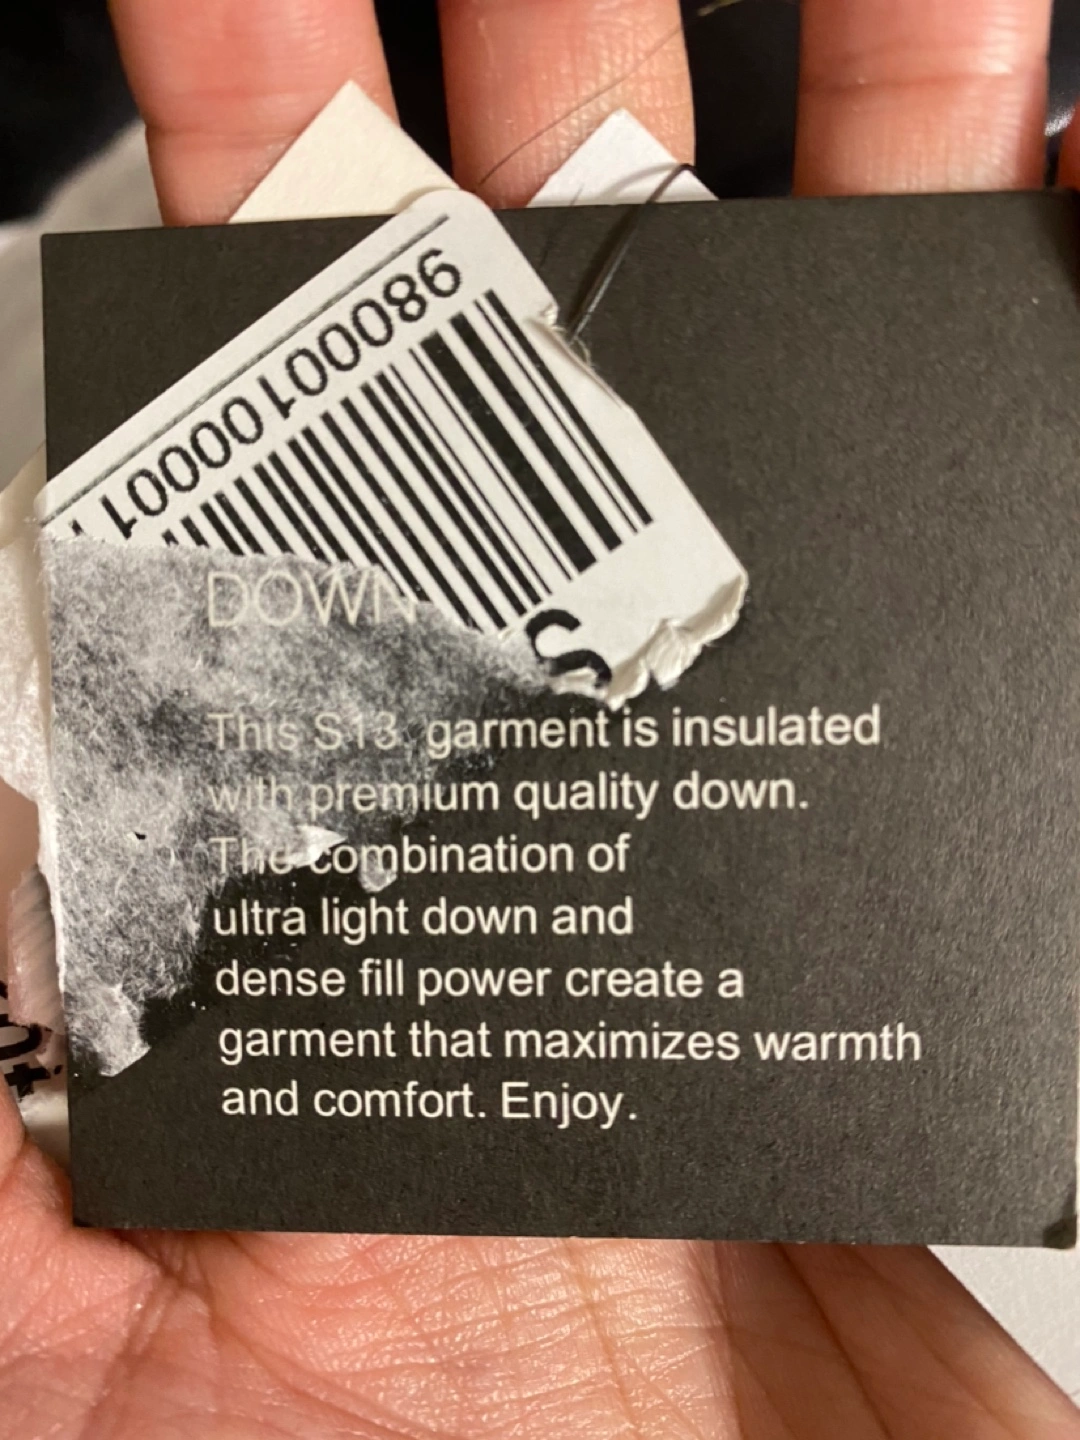 98000100001
S
DOWN
This S13 garment is insulated
with premium quality down.
The combination of
ultra light down and
dense fill power create a
garment that maximizes warmth
and comfort. Enjoy.